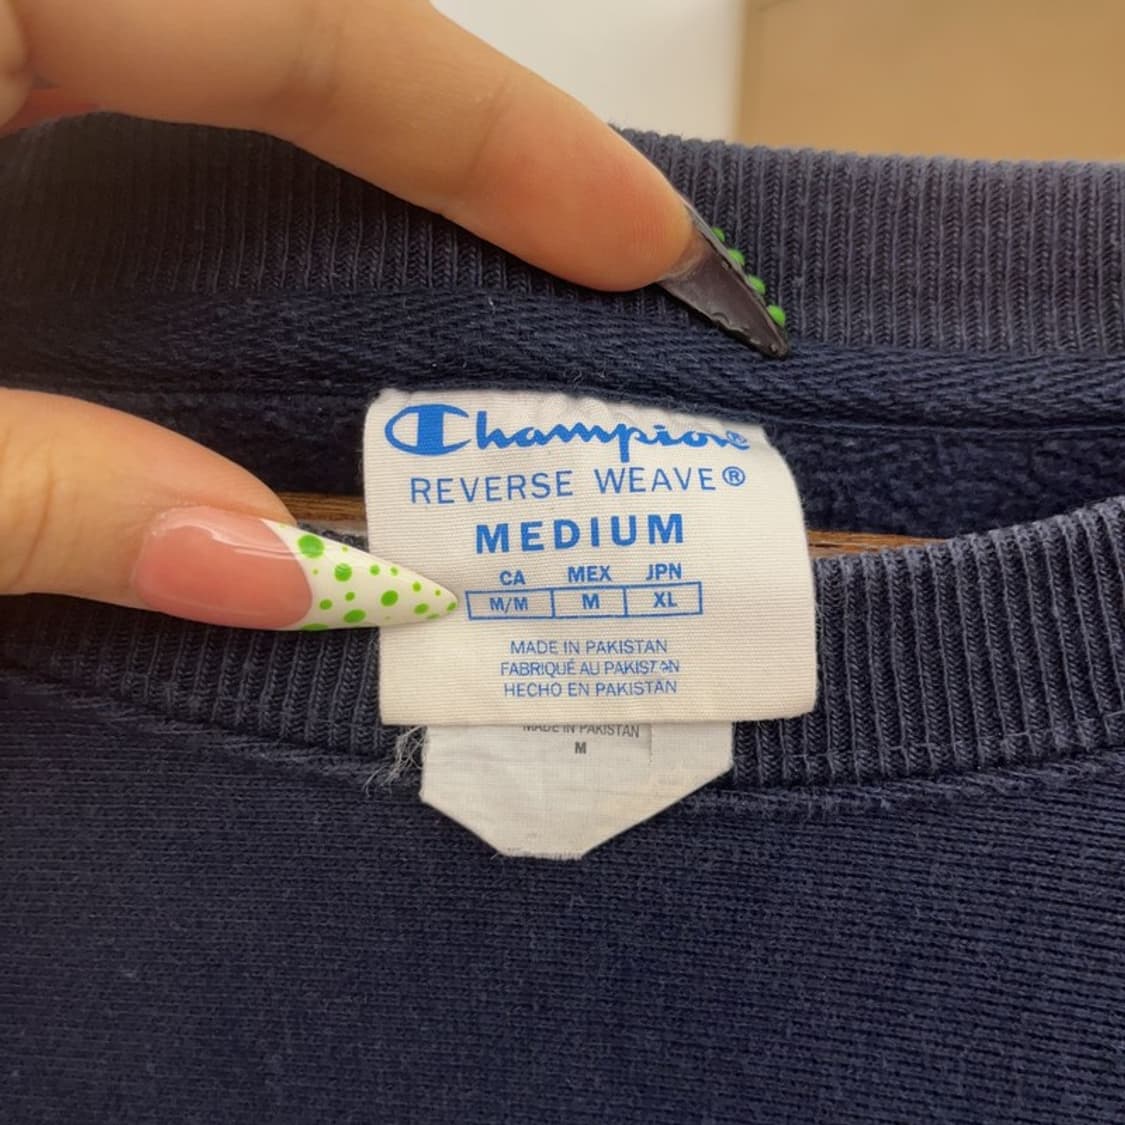 Champion®
REVERSE WEAVE®
MEDIUM
CA MEX JPN
M/M M XL
MADE IN PAKISTAN
FABRIQUÉ AU PAKISTAN
HECHO EN PAKISTÁN
MADE IN PAKISTAN
M